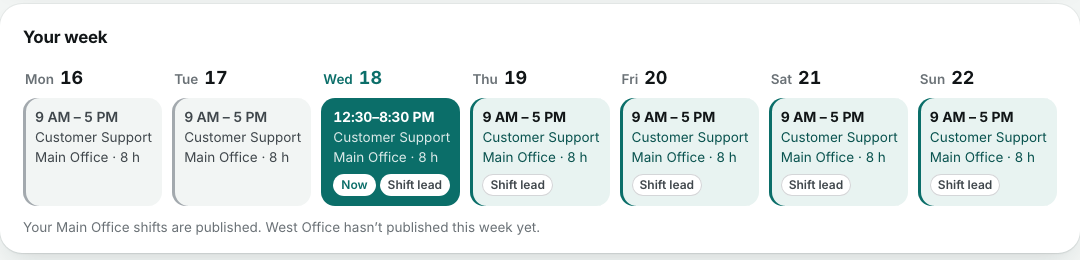 Your week
Mon 16
Tue 17
Wed 18
Thu 19
Fri 20
Sat 21
Sun 22
9 AM – 5 PM
Customer Support
Main Office · 8 h
9 AM – 5 PM
Customer Support
Main Office · 8 h
12:30–8:30 PM
Customer Support
Main Office · 8 h
Now
Shift lead
9 AM – 5 PM
Customer Support
Main Office · 8 h
Shift lead
9 AM – 5 PM
Customer Support
Main Office · 8 h
Shift lead
9 AM – 5 PM
Customer Support
Main Office · 8 h
Shift lead
9 AM – 5 PM
Customer Support
Main Office · 8 h
Shift lead
Your Main Office shifts are published. West Office hasn’t published this week yet.